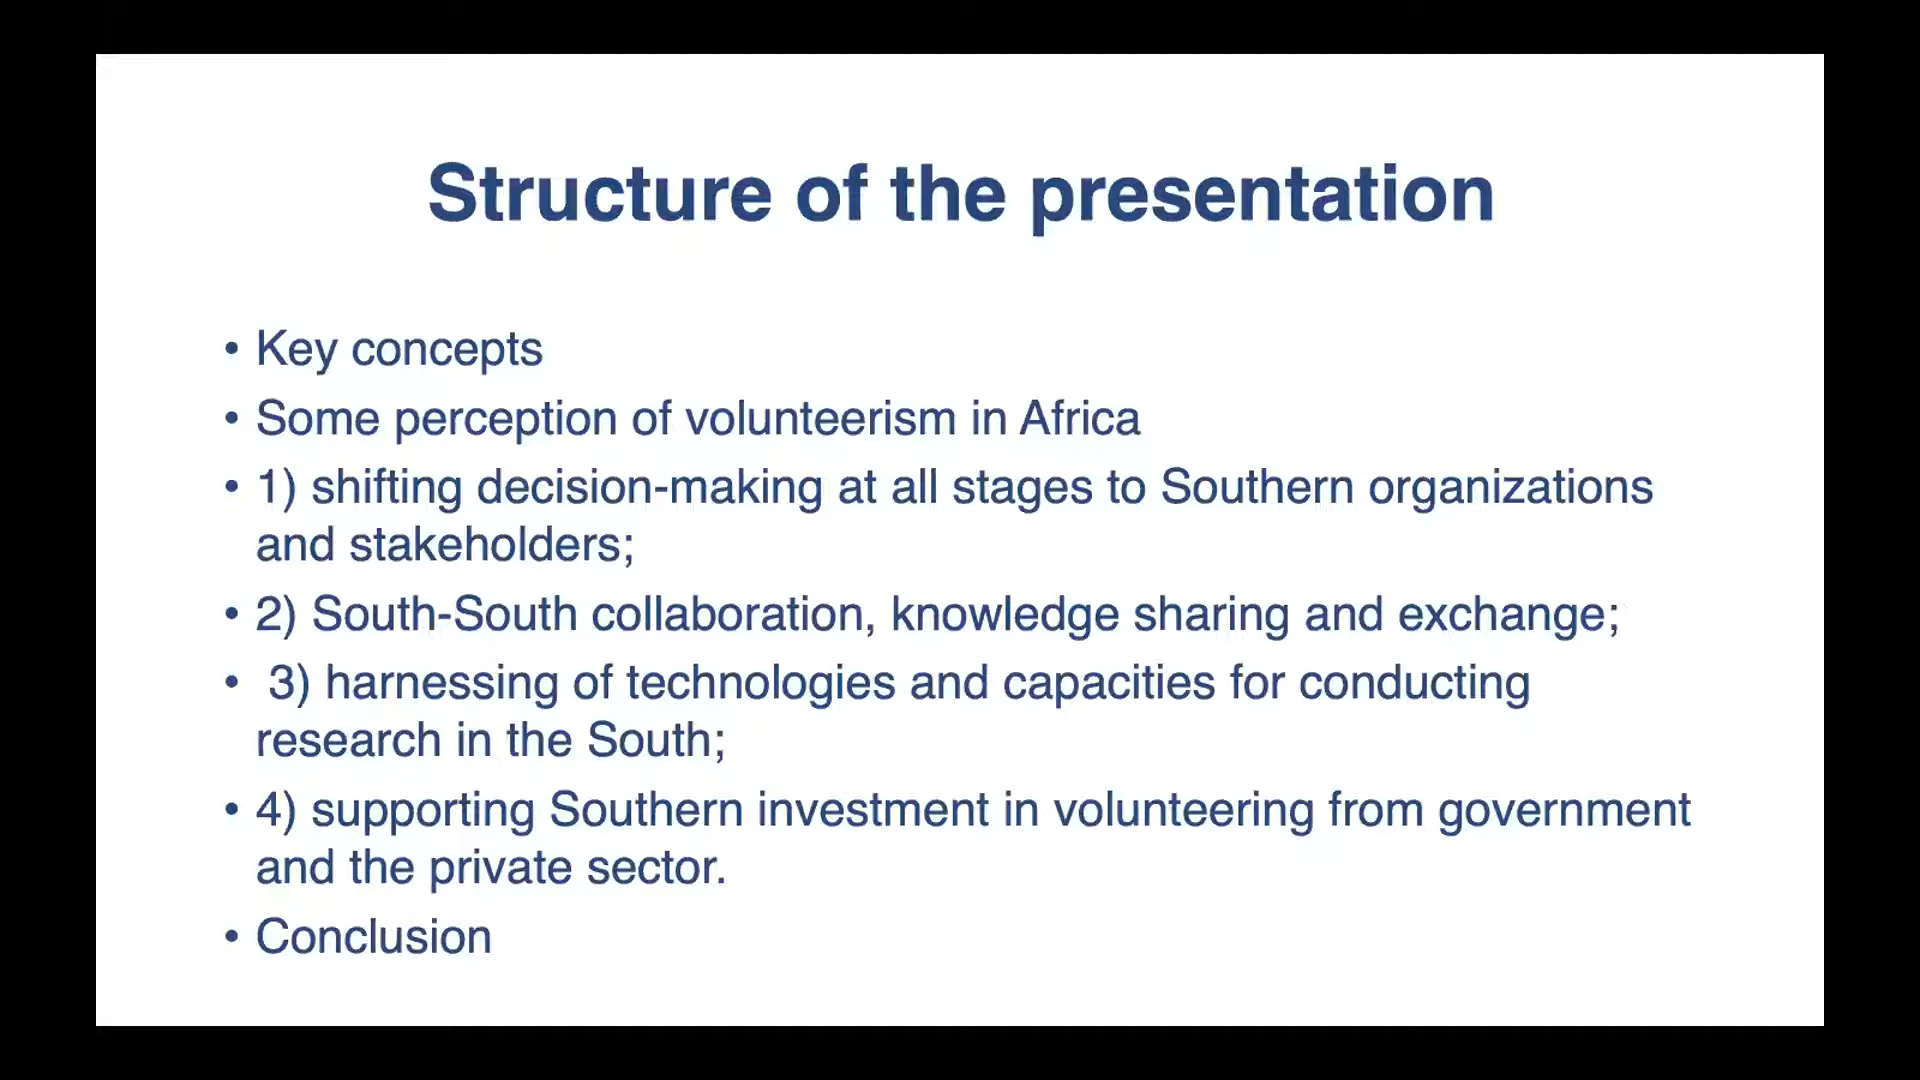 Structure of the presentation
• Key concepts
• Some perception of volunteerism in Africa
• 1) shifting decision-making at all stages to Southern organizations
and stakeholders;
• 2) South-South collaboration, knowledge sharing and exchange;
• 3) harnessing of technologies and capacities for conducting
research in the South;
• 4) supporting Southern investment in volunteering from government
and the private sector.
• Conclusion